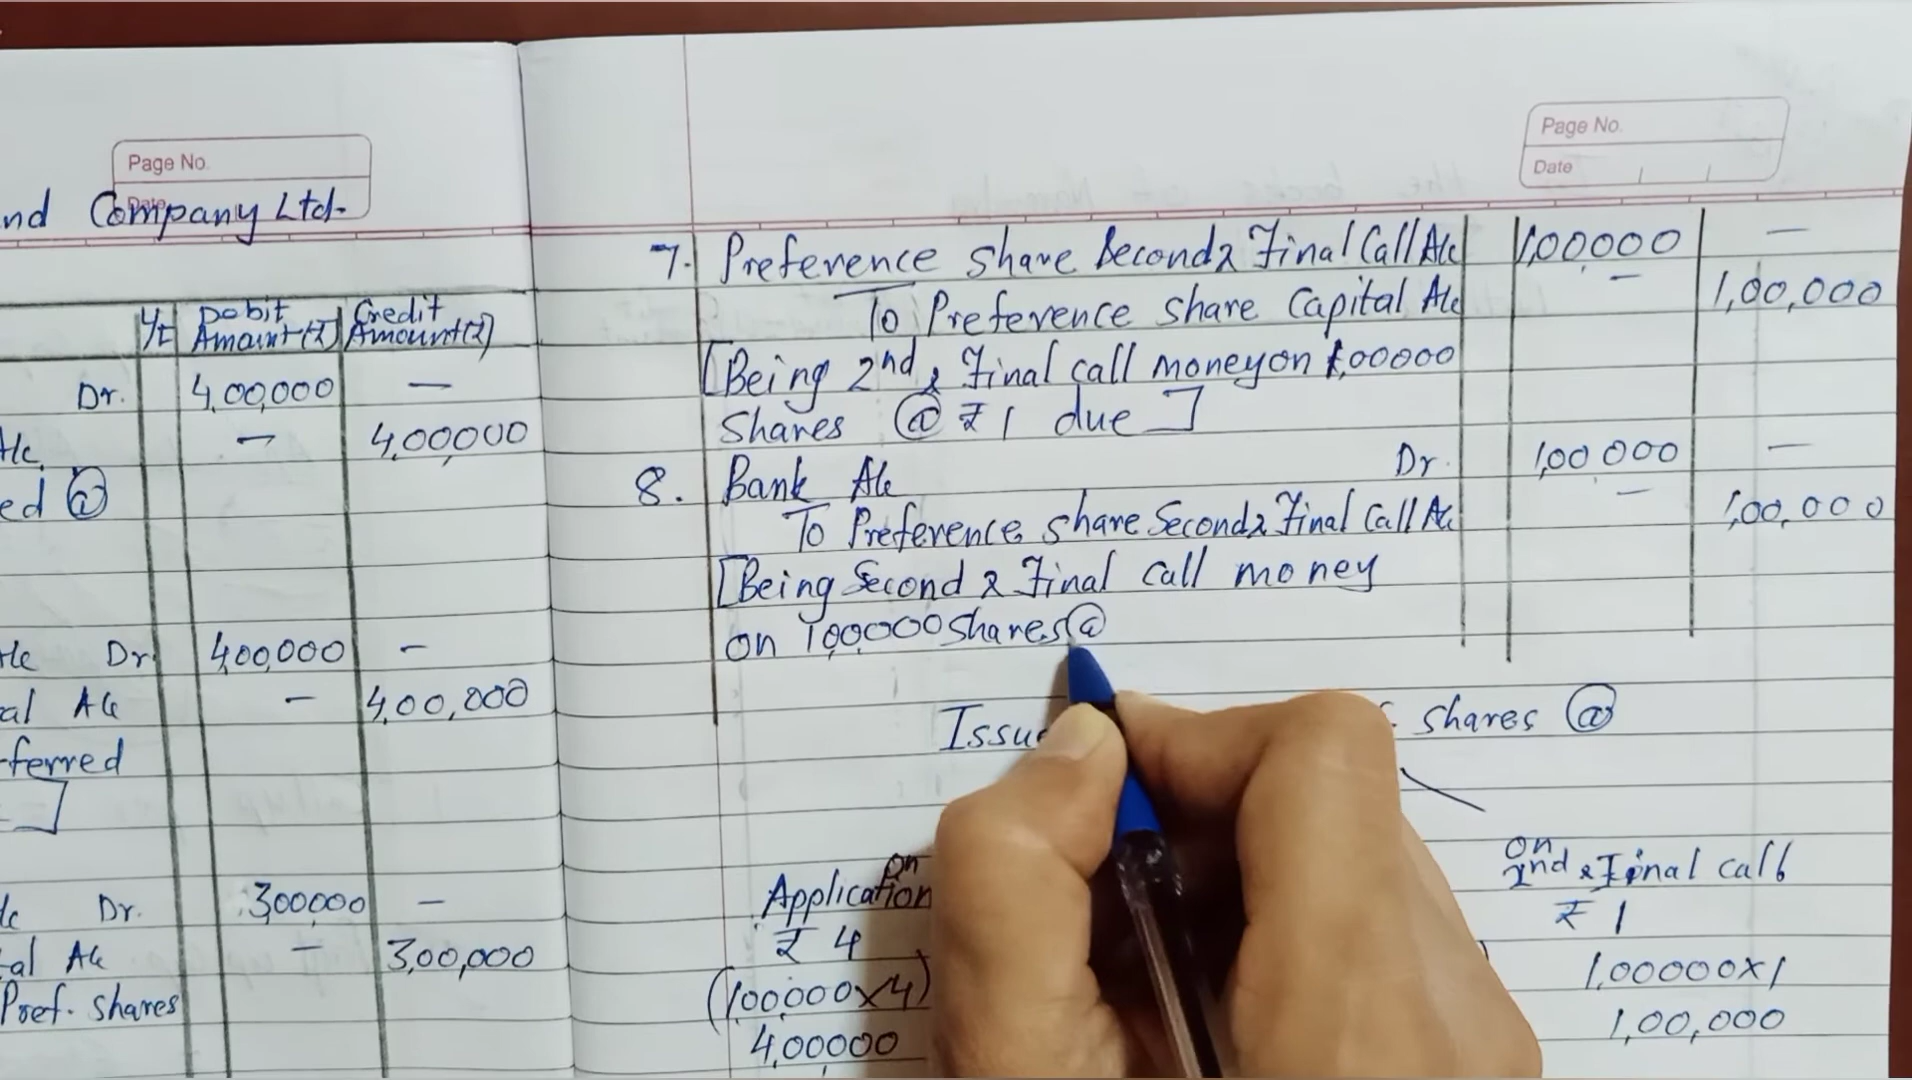 Page No.
Date
nd Company Ltd.
Debit Amount(₹)
Credit Amount(₹)
Dr. 4,00,000 —
A/c. — 4,00,000
ed @
A/c Dr. 4,00,000 —
al A/c — 4,00,000
ferred
]
Dr. 3,00,000 —
tal A/c — 3,00,000
Pref. shares
Page No.
Date
7. Preference Share Second & Final Call A/c 1,00,000 —
To Preference Share Capital A/c — 1,00,000
[Being 2nd & Final call money on 1,00000
Shares @ ₹1 due]
8. Bank A/c Dr. 1,00,000 —
To Preference Share Second & Final Call A/c — 1,00,000
[Being Second & Final Call money
on 1,00,000 Shares @
Shares @
On
Application
₹ 4
(1,00,000×4)
4,00000
On
2nd & Final Call
₹ 1
1,00000×1
1,00,000